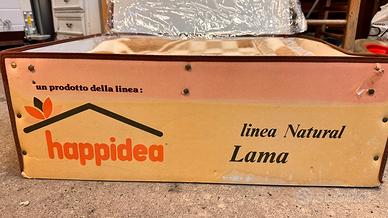 un prodotto della linea:
happidea
linea Natural
Lama